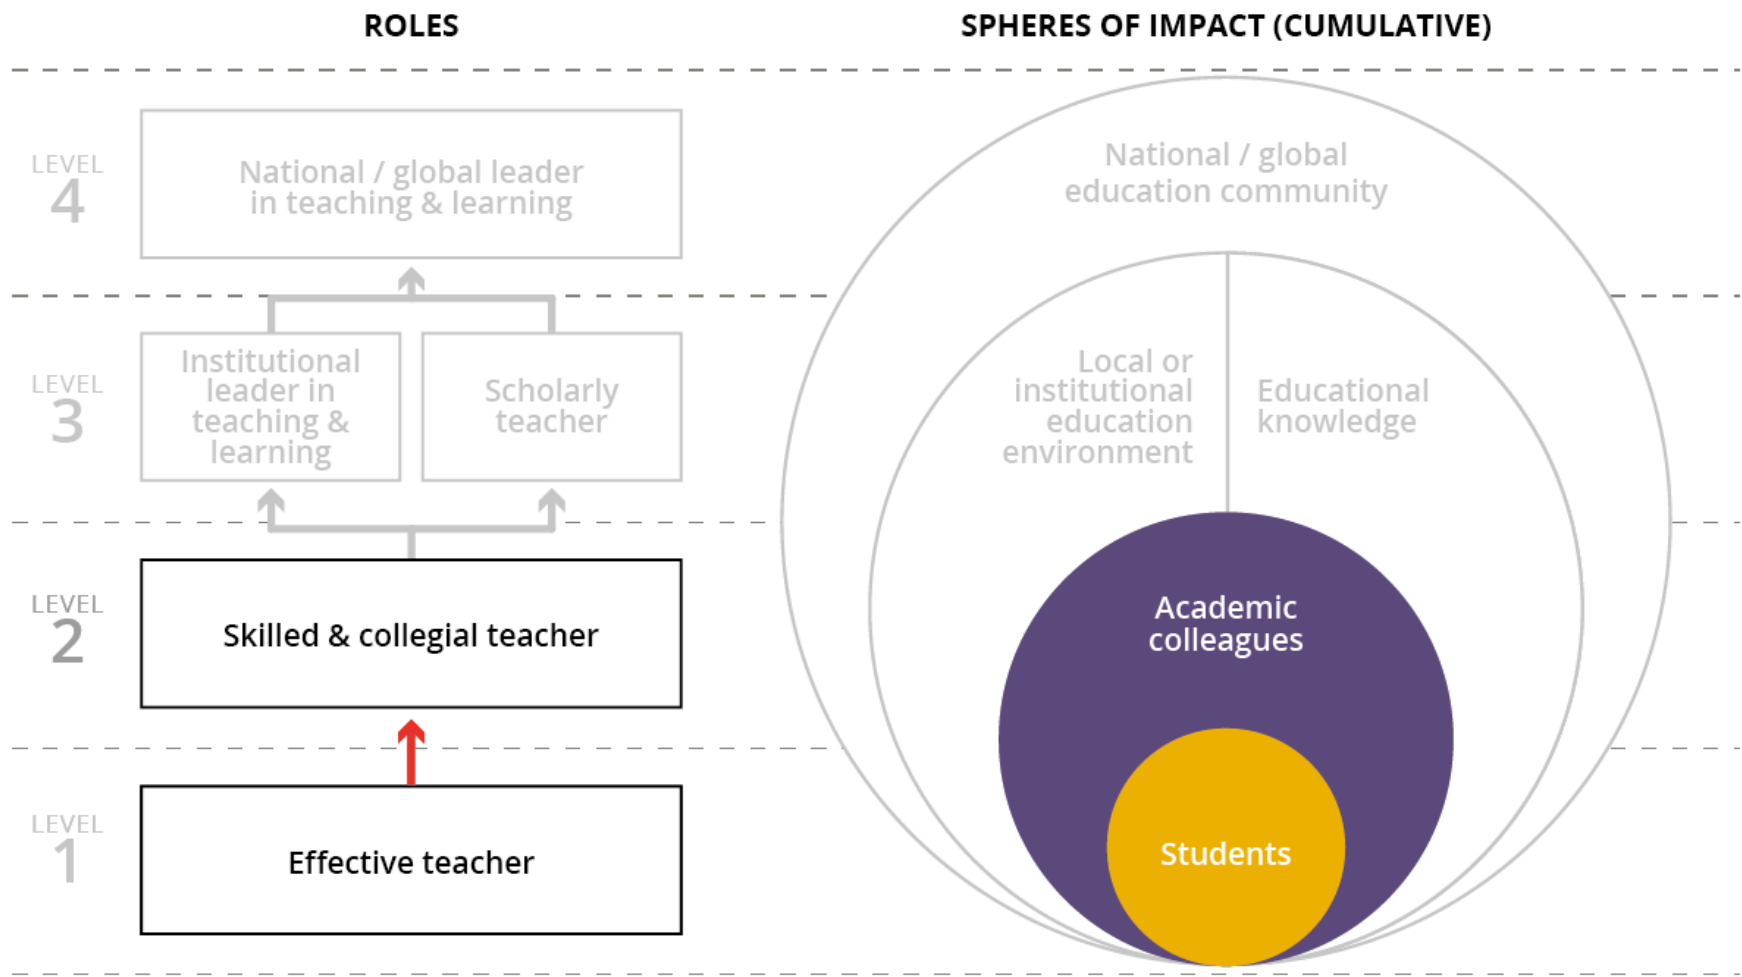 ROLES
SPHERES OF IMPACT (CUMULATIVE)
LEVEL
4
National / global leader
in teaching & learning
National / global
education community
LEVEL
3
Institutional
leader in
teaching &
learning
Scholarly
teacher
Local or
institutional
education
environment
Educational
knowledge
LEVEL
2
Skilled & collegial teacher
Academic
colleagues
LEVEL
1
Effective teacher
Students